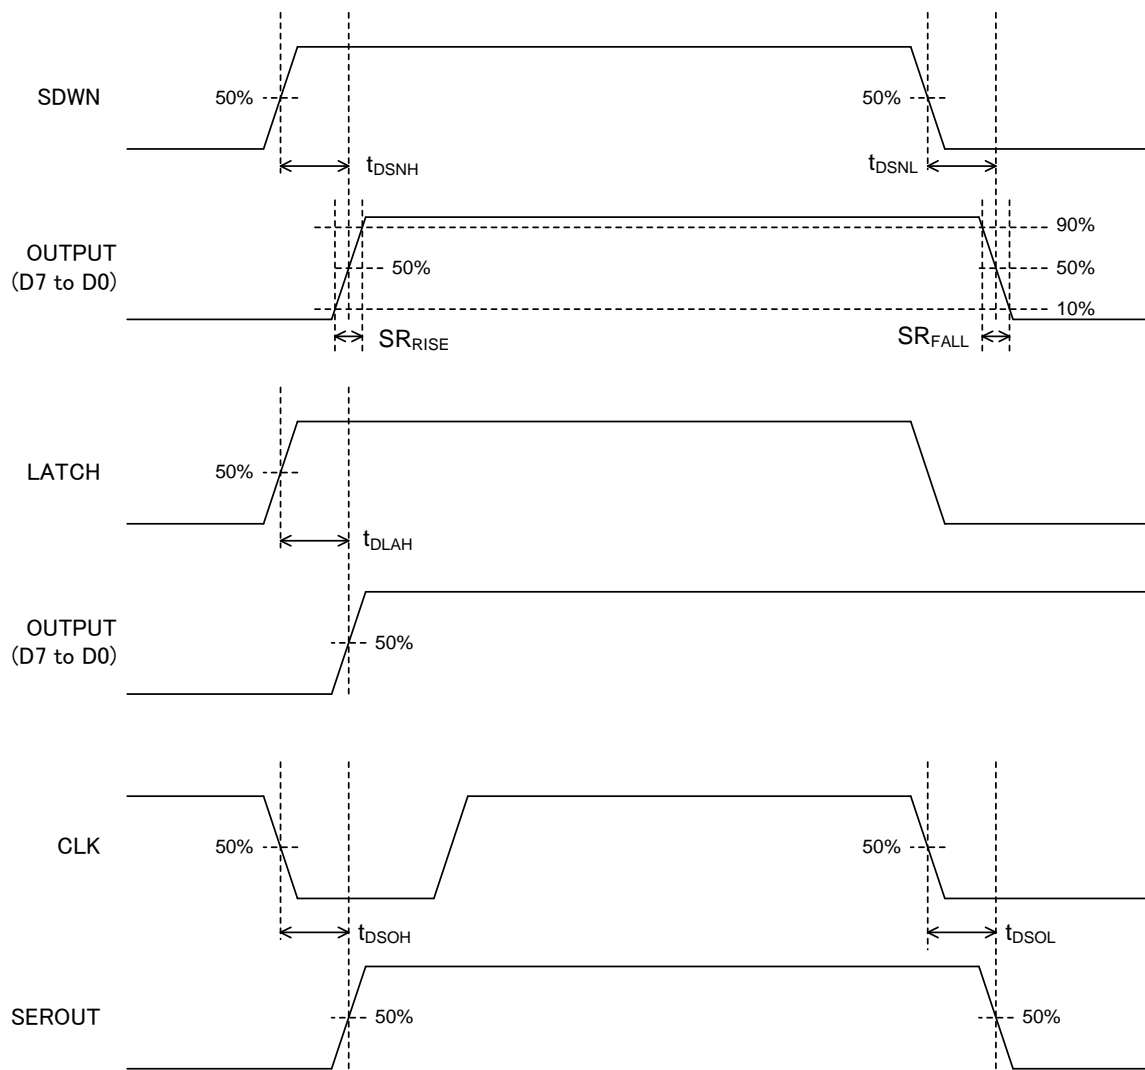 SDWN
50%
50%
tDSNH
tDSNL
OUTPUT
(D7 to D0)
90%
50%
50%
10%
SRRISE
SRFALL
LATCH
50%
tDLAH
OUTPUT
(D7 to D0)
50%
CLK
50%
50%
tDSOH
tDSOL
SEROUT
50%
50%